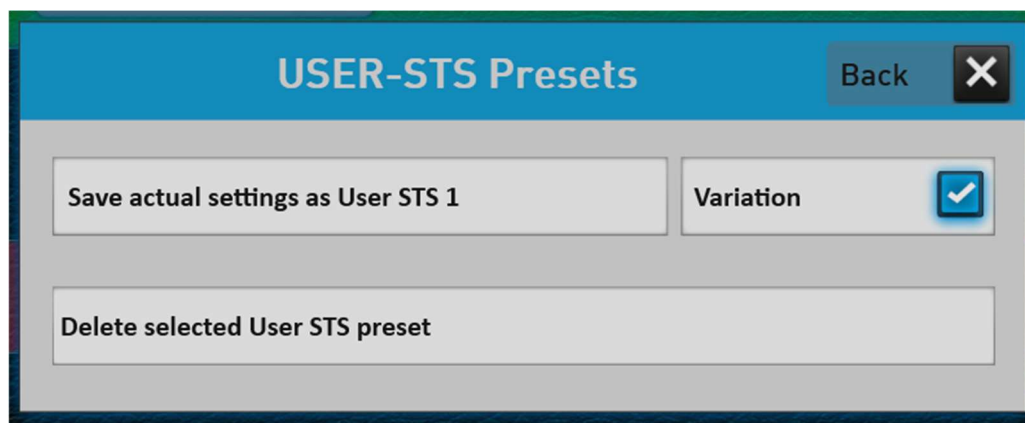 USER-STS Presets
Back
Save actual settings as User STS 1
Variation
Delete selected User STS preset